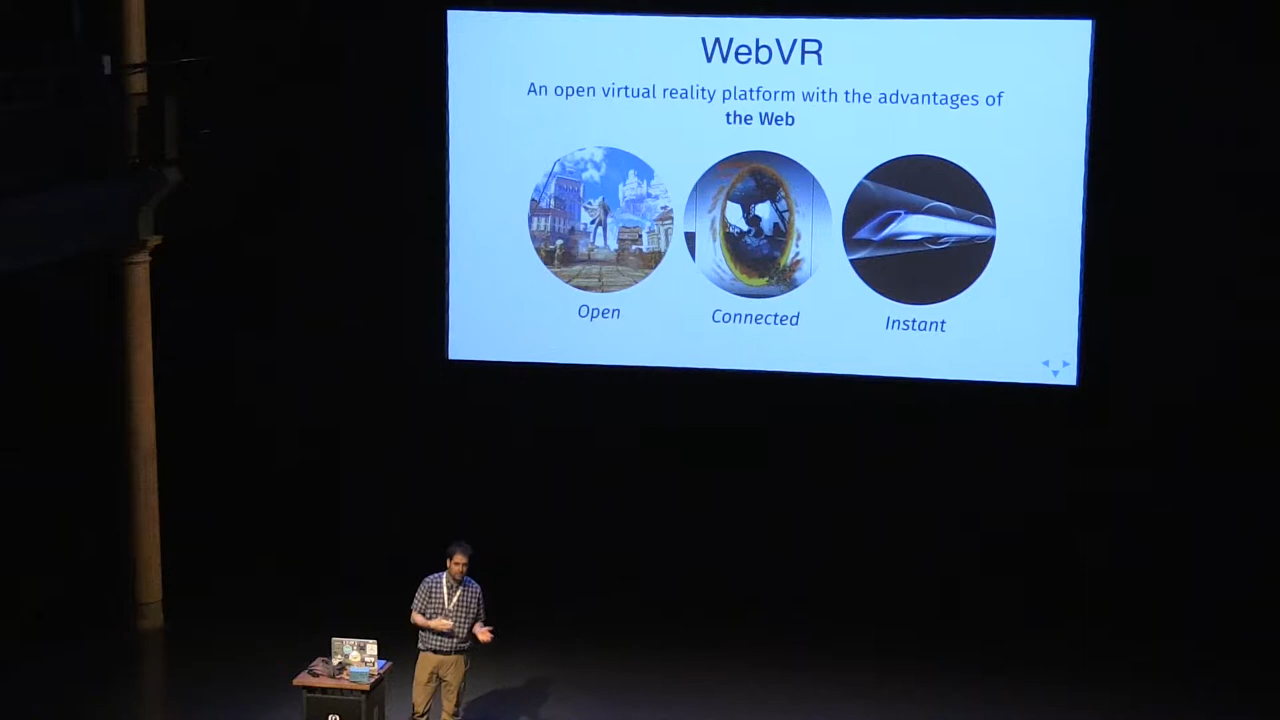 WebVR
An open virtual reality platform with the advantages of
the Web
Open
Connected
Instant